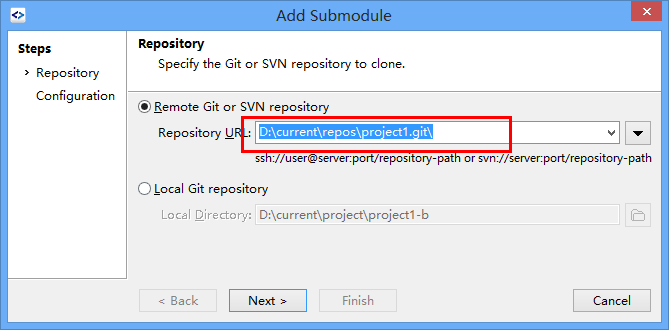 Add Submodule
Steps
Repository
Configuration
Repository
Specify the Git or SVN repository to clone.
Remote Git or SVN repository
Repository URL: D:\current\repos\project1.git\
ssh://user@server:port/repository-path or svn://server:port/repository-path
Local Git repository
Local Directory: D:\current\project\project1-b
< Back Next > Finish Cancel